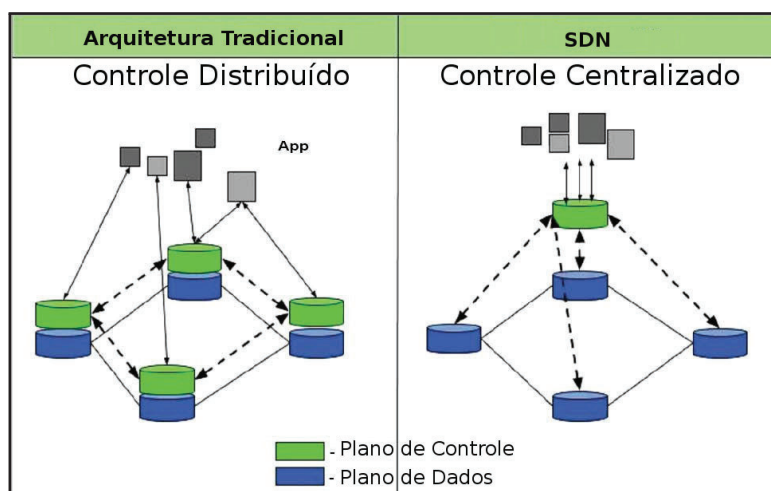 Arquitetura Tradicional
SDN
Controle Distribuído
Controle Centralizado
App
- Plano de Controle
- Plano de Dados